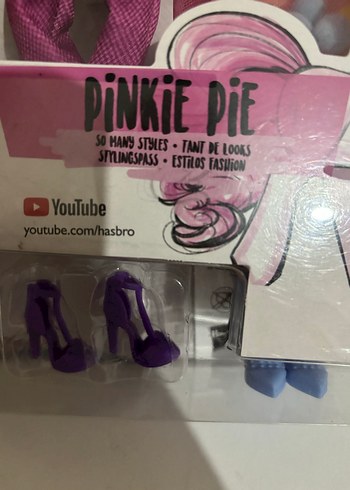 PINKIE PIE
SO MANY STYLES • TANT DE LOOKS
STYLINGSPASS • ESTILOS FASHION
YouTube
youtube.com/hasbro